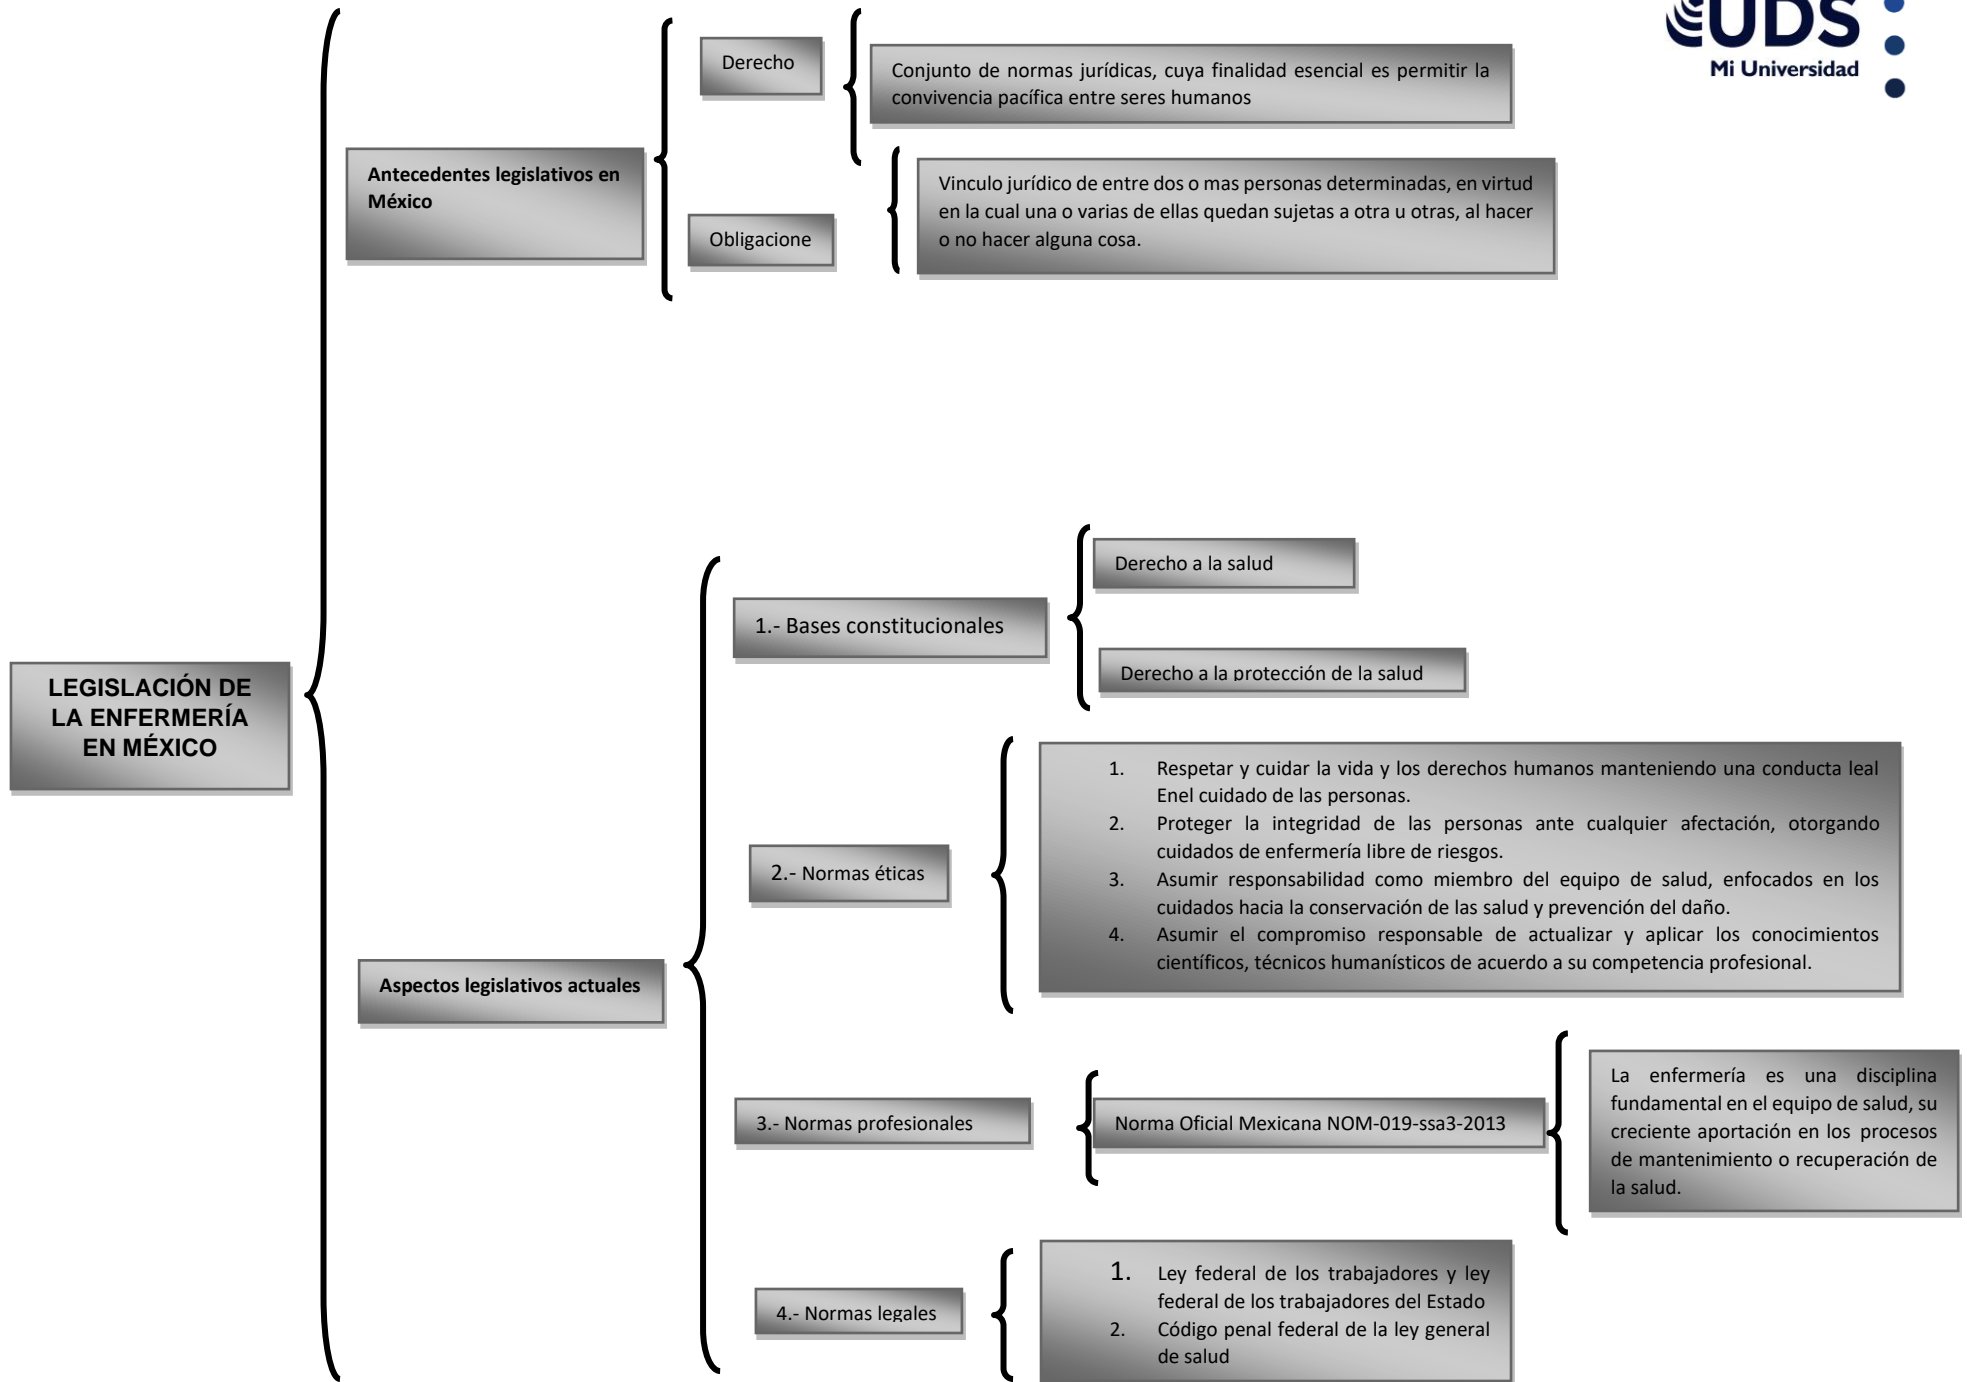 UDS
Mi Universidad
Derecho
Conjunto de normas jurídicas, cuya finalidad esencial es permitir la
convivencia pacífica entre seres humanos
Antecedentes legislativos en
México
Vinculo jurídico de entre dos o mas personas determinadas, en virtud
en la cual una o varias de ellas quedan sujetas a otra u otras, al hacer
o no hacer alguna cosa.
Obligacione
LEGISLACIÓN DE
LA ENFERMERÍA
EN MÉXICO
Aspectos legislativos actuales
1.- Bases constitucionales
Derecho a la salud
Derecho a la protección de la salud
2.- Normas éticas
1. Respetar y cuidar la vida y los derechos humanos manteniendo una conducta leal
Enel cuidado de las personas.
2. Proteger la integridad de las personas ante cualquier afectación, otorgando
cuidados de enfermería libre de riesgos.
3. Asumir responsabilidad como miembro del equipo de salud, enfocados en los
cuidados hacia la conservación de las salud y prevención del daño.
4. Asumir el compromiso responsable de actualizar y aplicar los conocimientos
científicos, técnicos humanísticos de acuerdo a su competencia profesional.
3.- Normas profesionales
Norma Oficial Mexicana NOM-019-ssa3-2013
La enfermería es una disciplina
fundamental en el equipo de salud, su
creciente aportación en los procesos
de mantenimiento o recuperación de
la salud.
4.- Normas legales
1. Ley federal de los trabajadores y ley
federal de los trabajadores del Estado
2. Código penal federal de la ley general
de salud